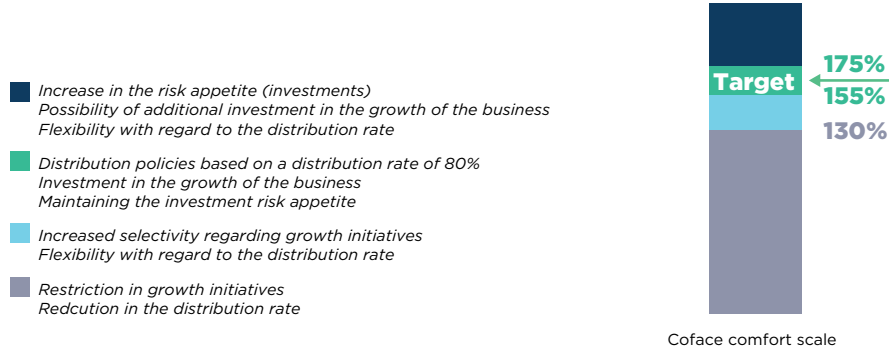 Increase in the risk appetite (investments)
Possibility of additional investment in the growth of the business
Flexibility with regard to the distribution rate
Distribution policies based on a distribution rate of 80%
Investment in the growth of the business
Maintaining the investment risk appetite
Increased selectivity regarding growth initiatives
Flexibility with regard to the distribution rate
Restriction in growth initiatives
Redcution in the distribution rate
175%
Target
155%
130%
Coface comfort scale